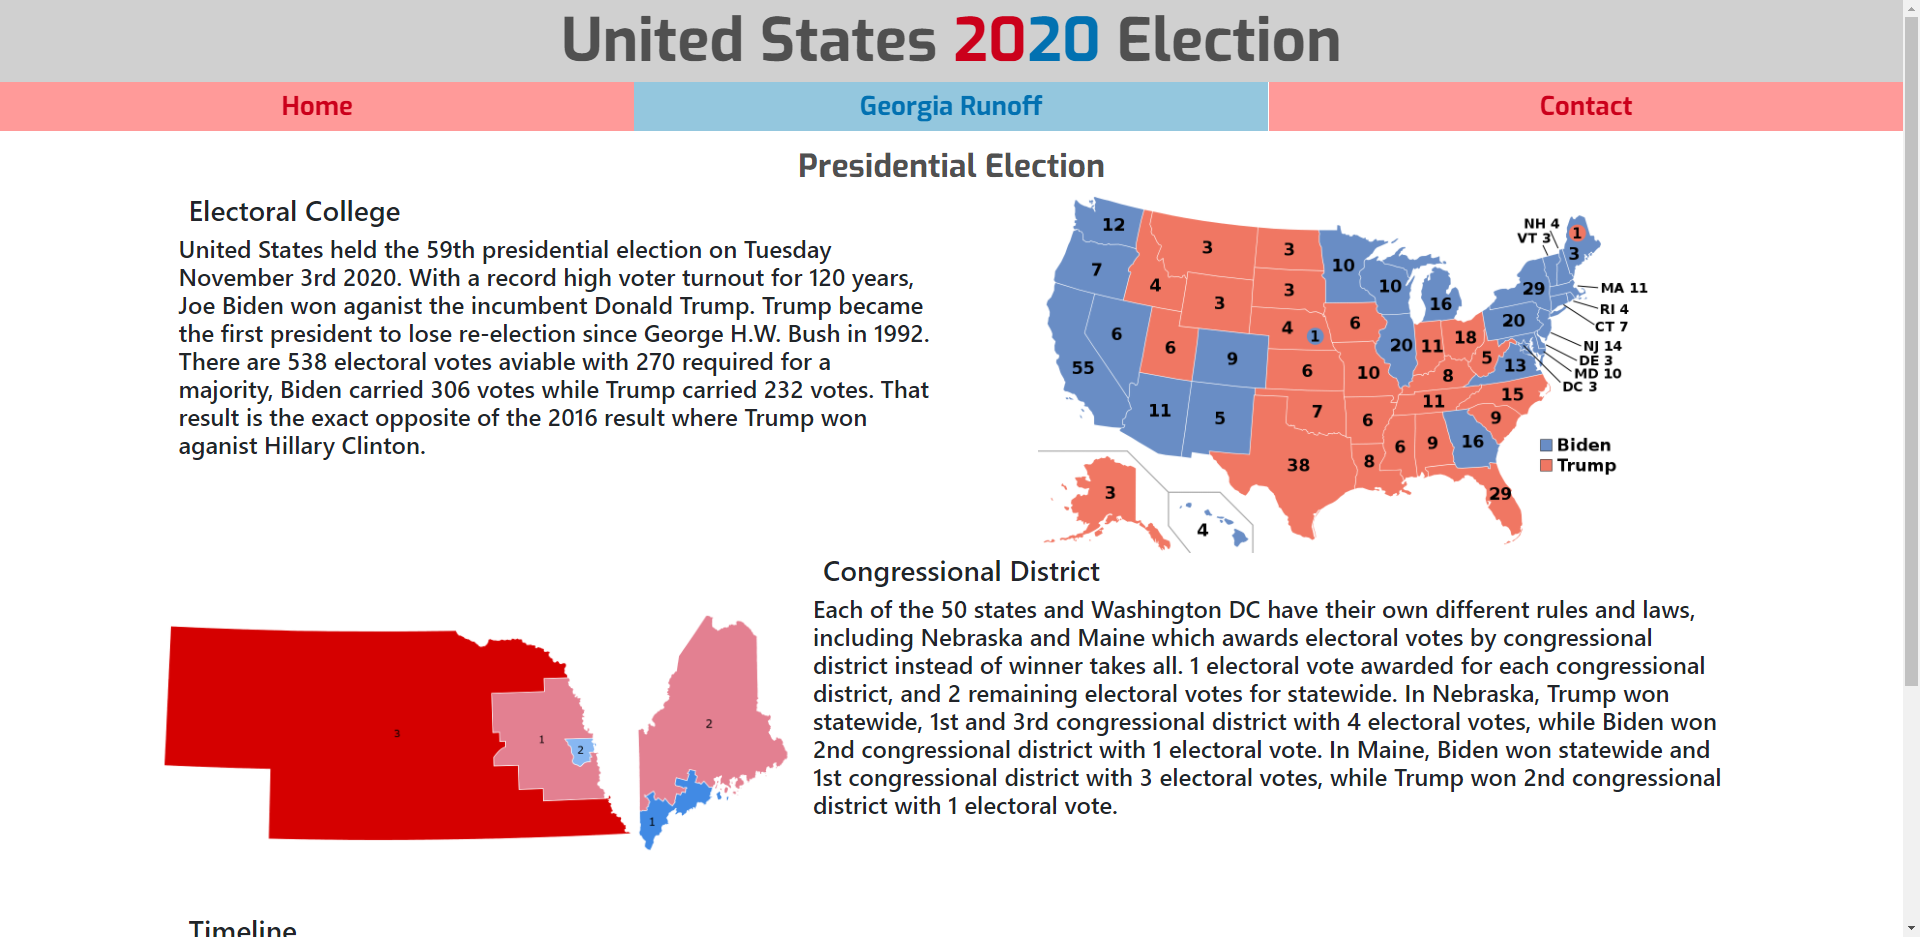 United States 2020 Election
Home
Georgia Runoff
Contact
Presidential Election
Electoral College
United States held the 59th presidential election on Tuesday
November 3rd 2020. With a record high voter turnout for 120 years,
Joe Biden won aganist the incumbent Donald Trump. Trump became
the first president to lose re-election since George H.W. Bush in 1992.
There are 538 electoral votes aviable with 270 required for a
majority, Biden carried 306 votes while Trump carried 232 votes. That
result is the exact opposite of the 2016 result where Trump won
aganist Hillary Clinton.
12
3
3
10
NH 4
VT 3
1
3
7
4
3
3
10
16
29
MA 11
RI 4
CT 7
6
6
9
4
1
6
20
11
18
20
NJ 14
DE 3
MD 10
DC 3
55
6
10
8
5
13
11
5
7
6
11
15
9
38
8
6
9
16
Biden
Trump
3
4
29
Congressional District
Each of the 50 states and Washington DC have their own different rules and laws,
including Nebraska and Maine which awards electoral votes by congressional
district instead of winner takes all. 1 electoral vote awarded for each congressional
district, and 2 remaining electoral votes for statewide. In Nebraska, Trump won
statewide, 1st and 3rd congressional district with 4 electoral votes, while Biden won
2nd congressional district with 1 electoral vote. In Maine, Biden won statewide and
1st congressional district with 3 electoral votes, while Trump won 2nd congressional
district with 1 electoral vote.
3
1
2
2
1
Timeline